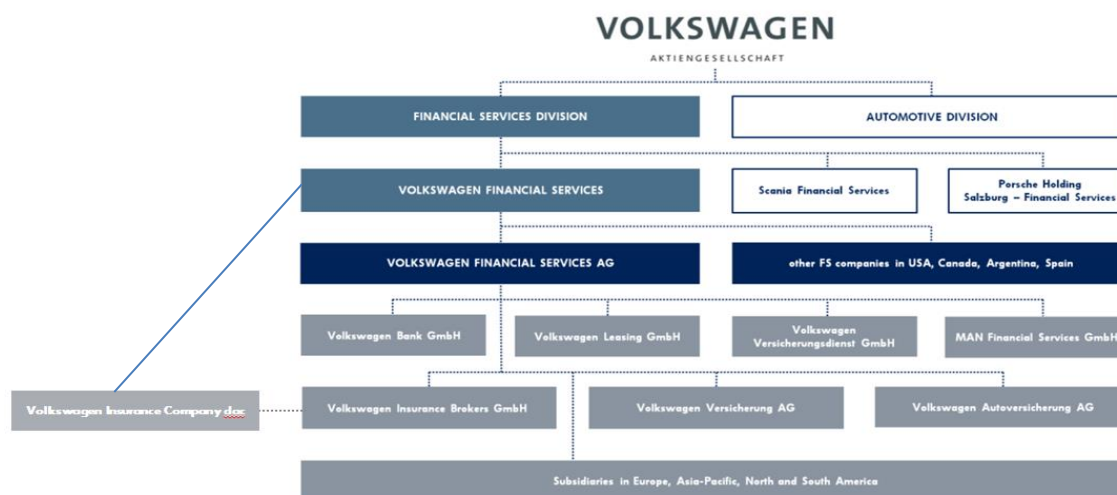 VOLKSWAGEN
AKTIENGESELLSCHAFT
FINANCIAL SERVICES DIVISION
AUTOMOTIVE DIVISION
VOLKSWAGEN FINANCIAL SERVICES
Scania Financial Services
Porsche Holding
Salzburg – Financial Services
VOLKSWAGEN FINANCIAL SERVICES AG
other FS companies in USA, Canada, Argentina, Spain
Volkswagen Bank GmbH
Volkswagen Leasing GmbH
Volkswagen
Versicherungsdienst GmbH
MAN Financial Services GmbH
Volkswagen Insurance Company dac
Volkswagen Insurance Brokers GmbH
Volkswagen Versicherung AG
Volkswagen Autoversicherung AG
Subsidiaries in Europe, Asia-Pacific, North and South America